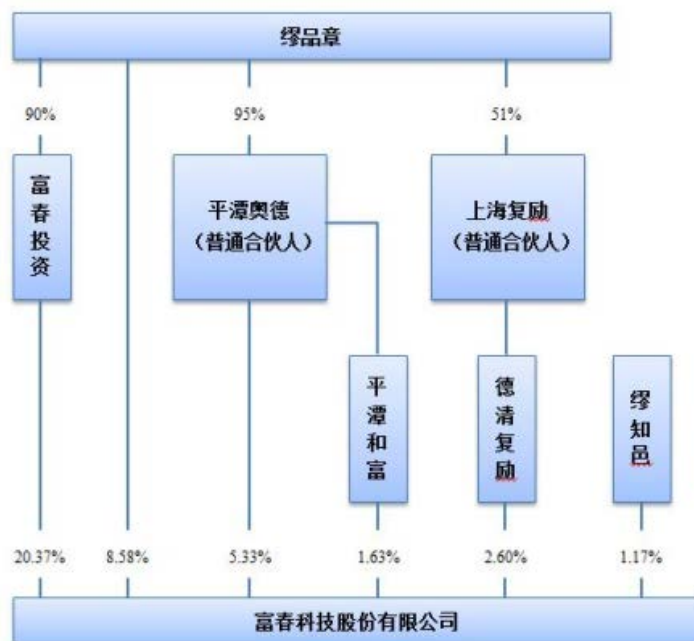 缪品章
90%
95%
51%
富春投资
平潭奥德
（普通合伙人）
上海复励
（普通合伙人）
平潭和富
德清复励
缪知邑
20.37%
8.58%
5.33%
1.63%
2.60%
1.17%
富春科技股份有限公司